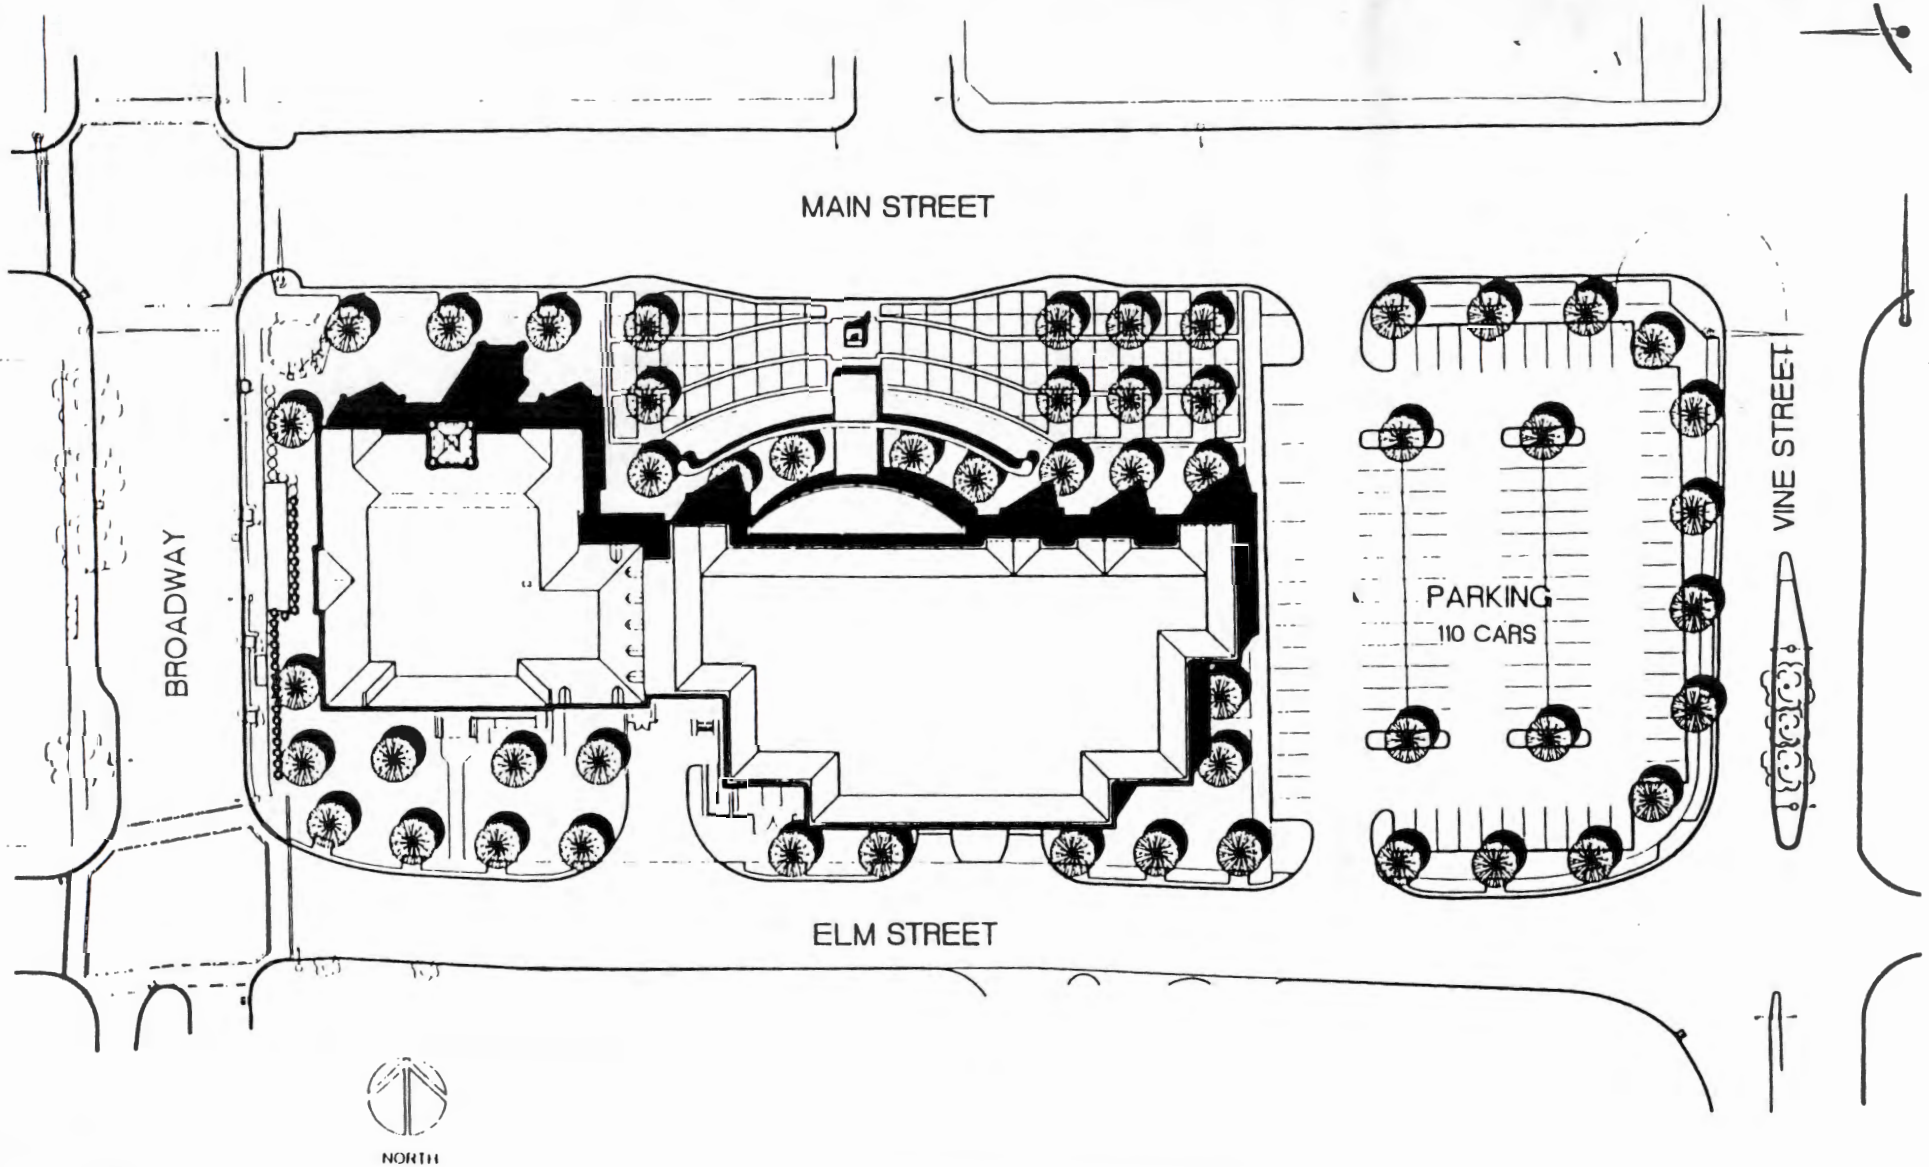 MAIN STREET
VINE STREET
BROADWAY
PARKING
110 CARS
ELM STREET
NORTH